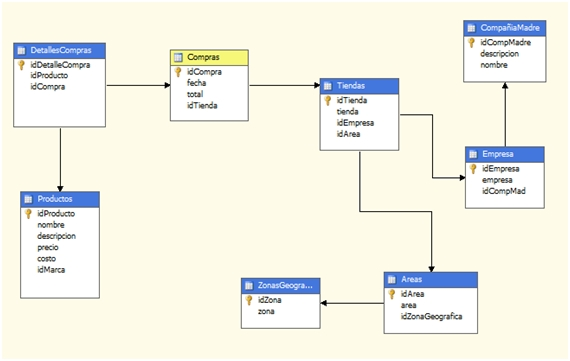 DetallesCompras
idDetalleCompra
idProducto
idCompra
Compras
idCompra
fecha
total
idTienda
Tiendas
idTienda
tienda
idEmpresa
idArea
CompañiaMadre
idCompMadre
descripcion
nombre
Empresa
idEmpresa
empresa
idCompMad
Productos
idProducto
nombre
descripcion
precio
costo
idMarca
ZonasGeogra...
idZona
zona
Areas
idArea
area
idZonaGeografica